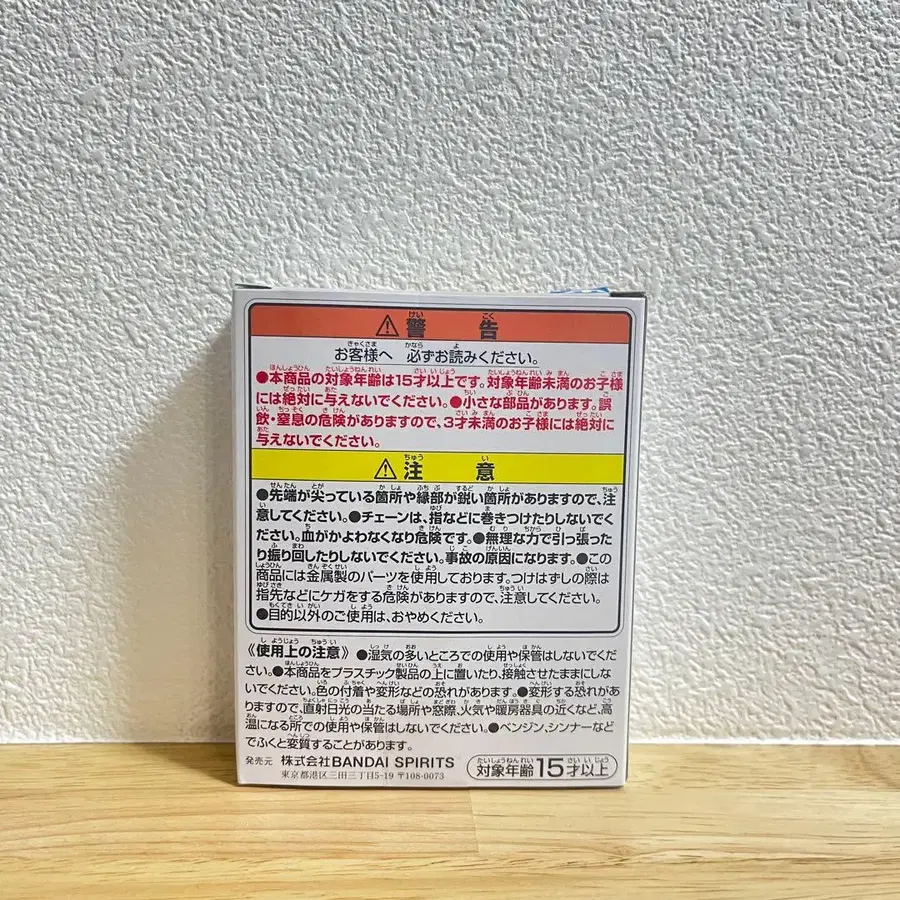 ⚠警告
お客様へ 必ずお読みください。
●本商品の対象年齢は15才以上です。対象年齢未満のお子様
には絶対に与えないでください。●小さな部品があります。誤
飲・窒息の危険がありますので、3才未満のお子様には絶対に
与えないでください。
⚠注意
●先端が尖っている箇所や縁部が鋭い箇所がありますので、注
意してください。●チェーンは、指などに巻きつけたりしないでく
ださい。血がかよわなくなり危険です。●無理な力で引っ張った
り振り回したりしないでください。事故の原因になります。●この
商品には金属製のパーツを使用しております。つけはずしの際は
指先などにケガをする危険がありますので、注意してください。
●目的以外のご使用は、おやめください。
《使用上の注意》●湿気の多いところでの使用や保管はしないでくだ
さい。●本商品をプラスチック製品の上に置いたり、接触させたままにしな
いでください。色の付着や変形などの恐れがあります。●変形する恐れがあ
りますので、直射日光の当たる場所や窓際、火気や暖房器具の近くなど、高
温になる所での使用や保管はしないでください。●ベンジン、シンナーなど
でふくと変質することがあります。
発売元 株式会社BANDAI SPIRITS
東京都港区三田三丁目5-19 〒108-0073
対象年齢15才以上